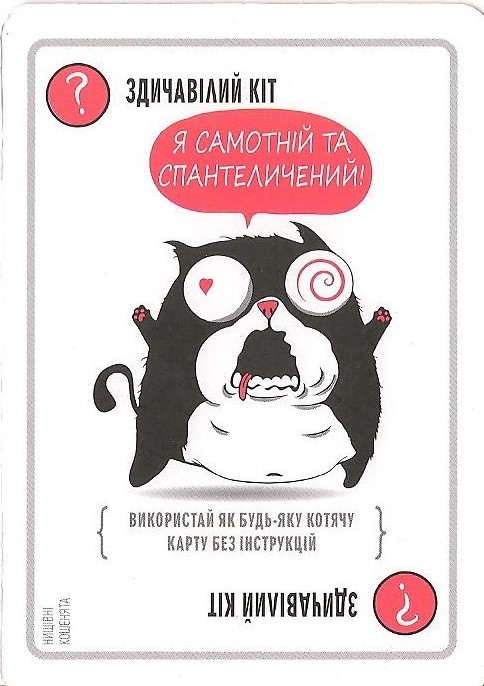 ?
ЗДИЧАВІЛИЙ КІТ
Я САМОТНІЙ ТА
СПАНТЕЛИЧЕНИЙ!
ВИКОРИСТАЙ ЯК БУДЬ-ЯКУ КОТЯЧУ
КАРТУ БЕЗ ІНСТРУКЦІЙ
ЗДИЧАВІЛИЙ КІТ
?
НИЩІВНІ
КОШЕНЯТА